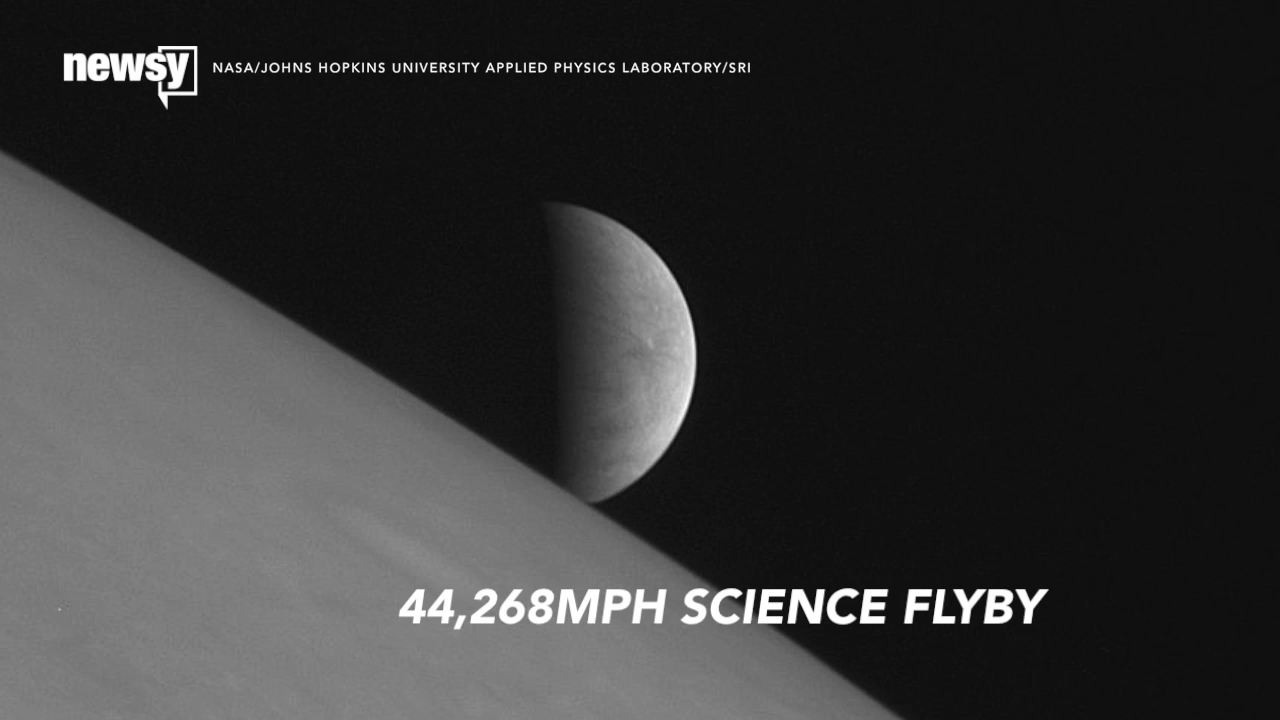 newsy
NASA/JOHNS HOPKINS UNIVERSITY APPLIED PHYSICS LABORATORY/SRI
44,268MPH SCIENCE FLYBY